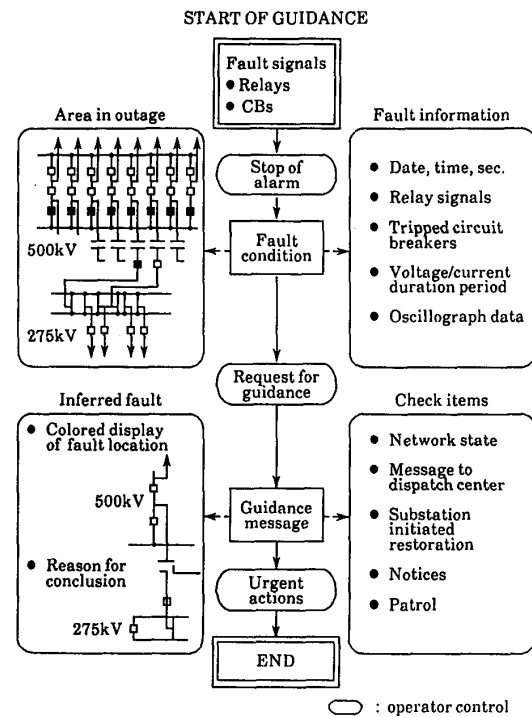 START OF GUIDANCE
Fault signals
● Relays
● CBs
Area in outage
500kV
275kV
Stop of
alarm
Fault
condition
Fault information
● Date, time, sec.
● Relay signals
● Tripped circuit
breakers
● Voltage/current
duration period
● Oscillograph data
Request for
guidance
Inferred fault
● Colored display
of fault location
500kV
● Reason for
conclusion
275kV
Guidance
message
Check items
● Network state
● Message to
dispatch center
● Substation
initiated
restoration
● Notices
● Patrol
Urgent
actions
END
: operator control